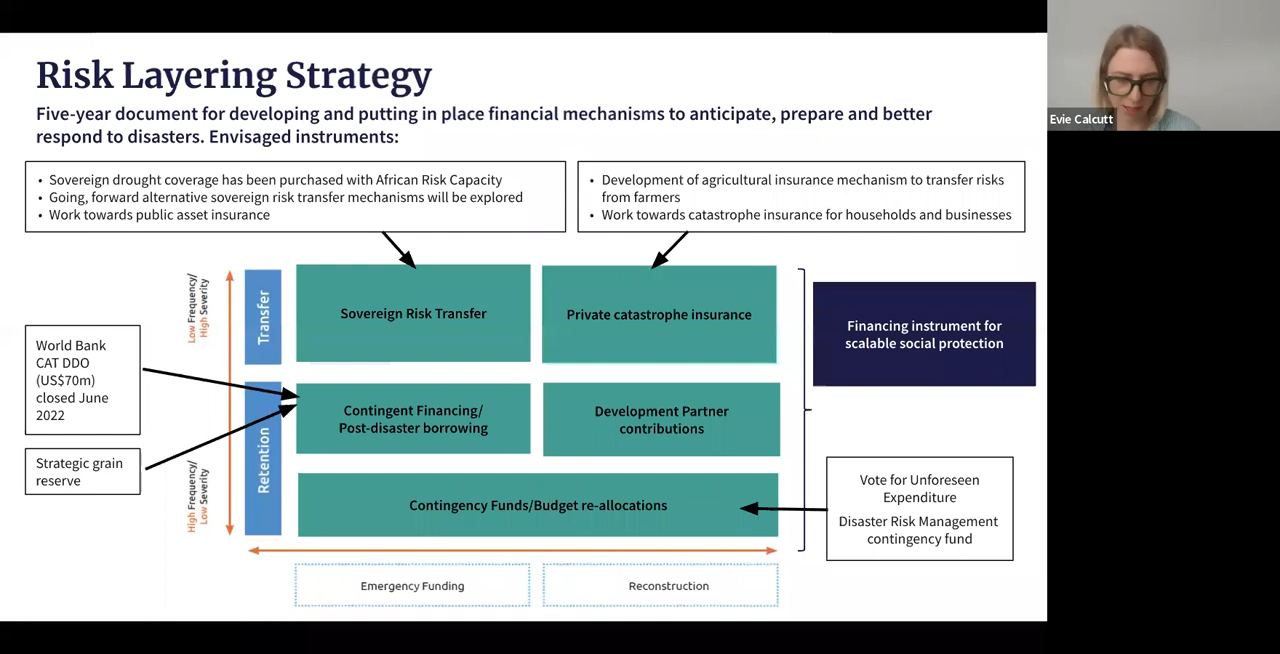 Risk Layering Strategy
Five-year document for developing and putting in place financial mechanisms to anticipate, prepare and better
respond to disasters. Envisaged instruments:
• Sovereign drought coverage has been purchased with African Risk Capacity
• Going, forward alternative sovereign risk transfer mechanisms will be explored
• Work towards public asset insurance
• Development of agricultural insurance mechanism to transfer risks
from farmers
• Work towards catastrophe insurance for households and businesses
Evie Calcutt
Low Frequency/
High Severity
Transfer
Sovereign Risk Transfer
Private catastrophe insurance
Financing instrument for
scalable social protection
World Bank
CAT DDO
(US$70m)
closed June
2022
Strategic grain
reserve
High Frequency/
Low Severity
Retention
Contingent Financing/
Post-disaster borrowing
Development Partner
contributions
Contingency Funds/Budget re-allocations
Vote for Unforeseen
Expenditure
Disaster Risk Management
contingency fund
Emergency Funding
Reconstruction